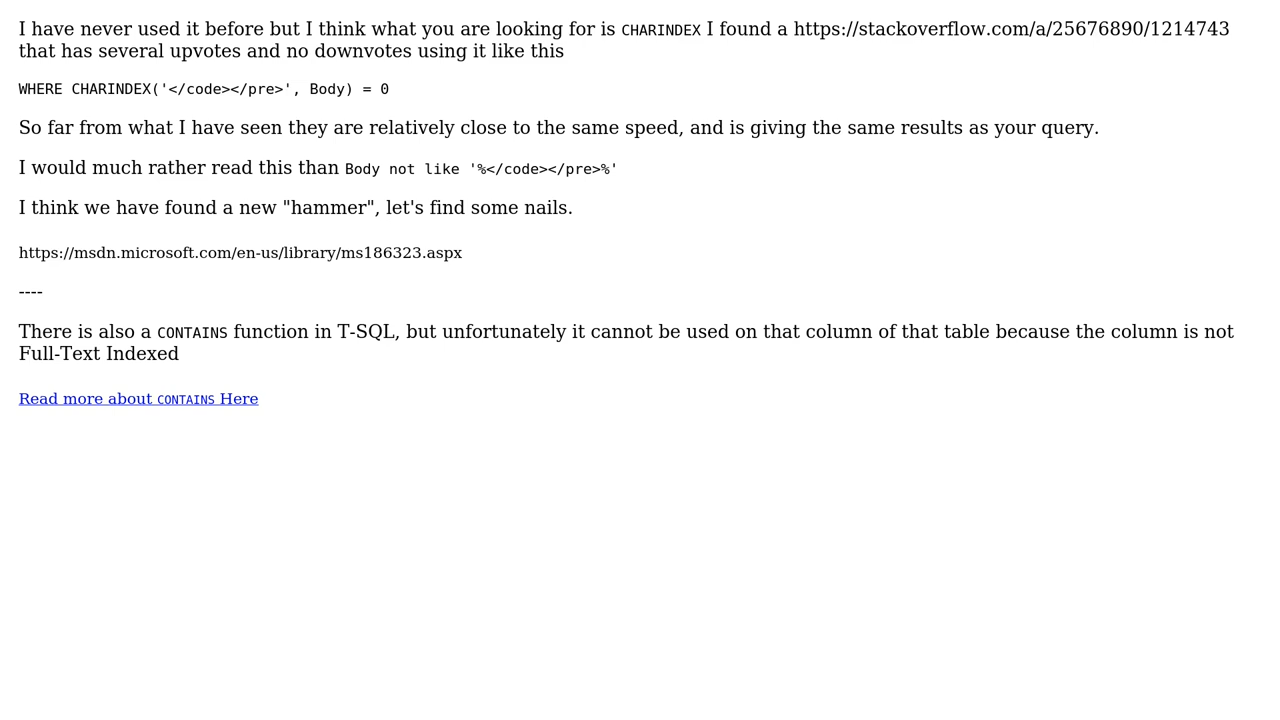 I have never used it before but I think what you are looking for is CHARINDEX I found a https://stackoverflow.com/a/25676890/1214743
that has several upvotes and no downvotes using it like this
WHERE CHARINDEX('</code></pre>', Body) = 0
So far from what I have seen they are relatively close to the same speed, and is giving the same results as your query.
I would much rather read this than Body not like '%</code></pre>%'
I think we have found a new "hammer", let's find some nails.
https://msdn.microsoft.com/en-us/library/ms186323.aspx
----
There is also a CONTAINS function in T-SQL, but unfortunately it cannot be used on that column of that table because the column is not
Full-Text Indexed
Read more about CONTAINS Here